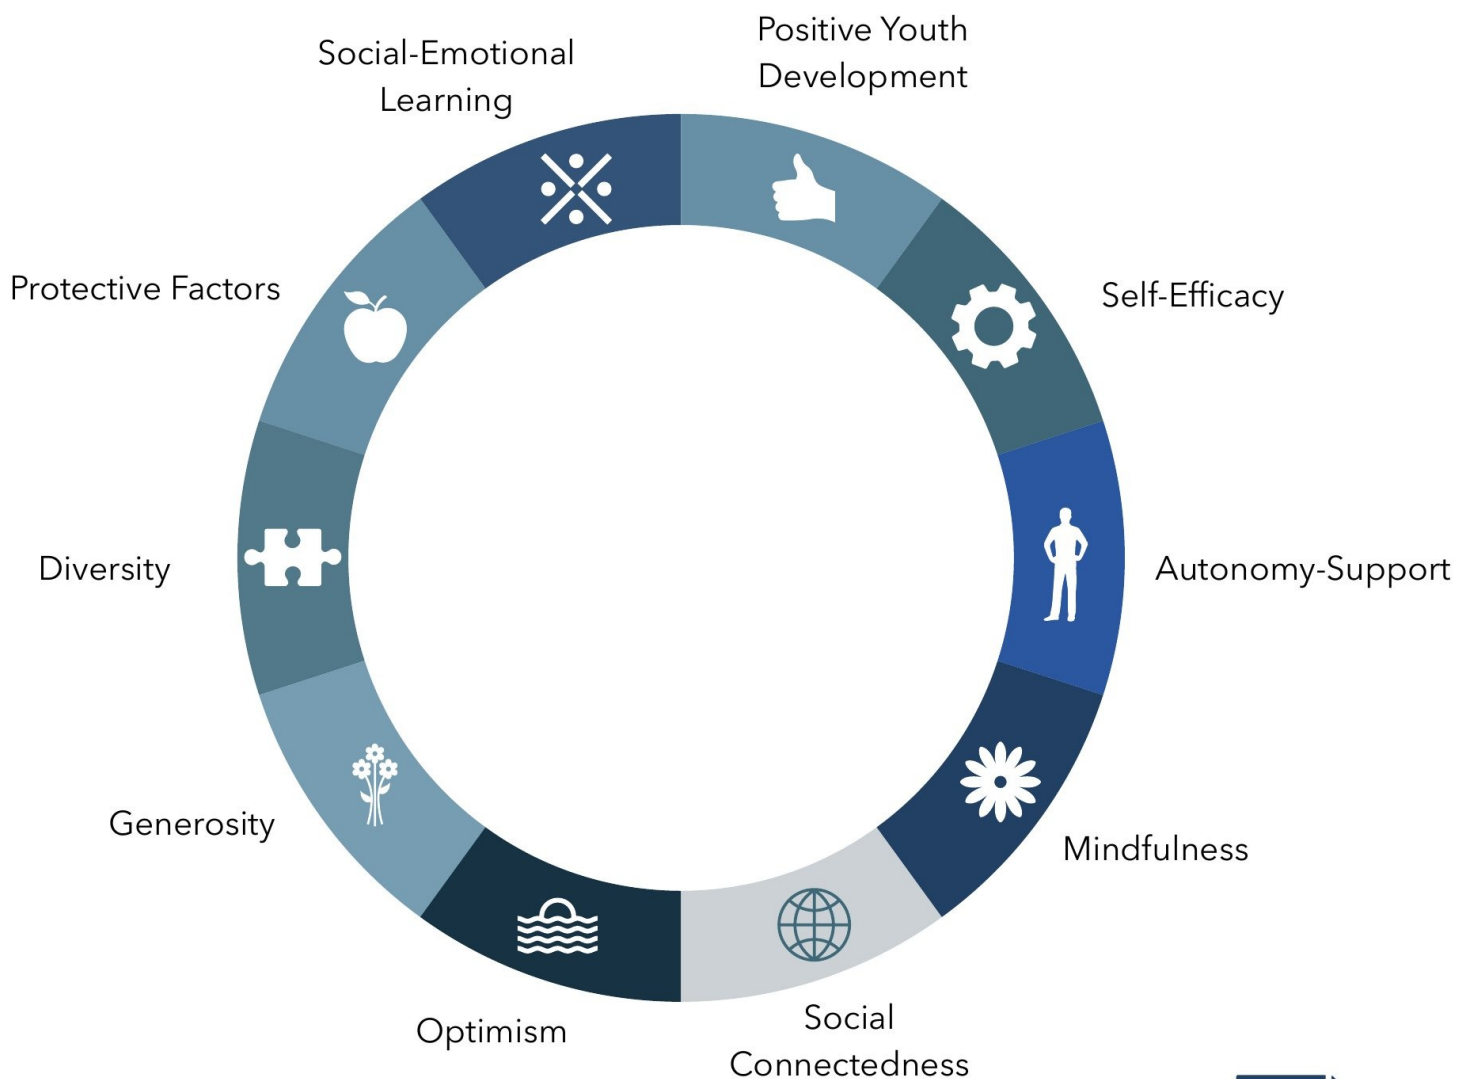 Social-Emotional
Learning
Positive Youth
Development
Protective Factors
Self-Efficacy
Diversity
Autonomy-Support
Generosity
Mindfulness
Optimism
Social
Connectedness